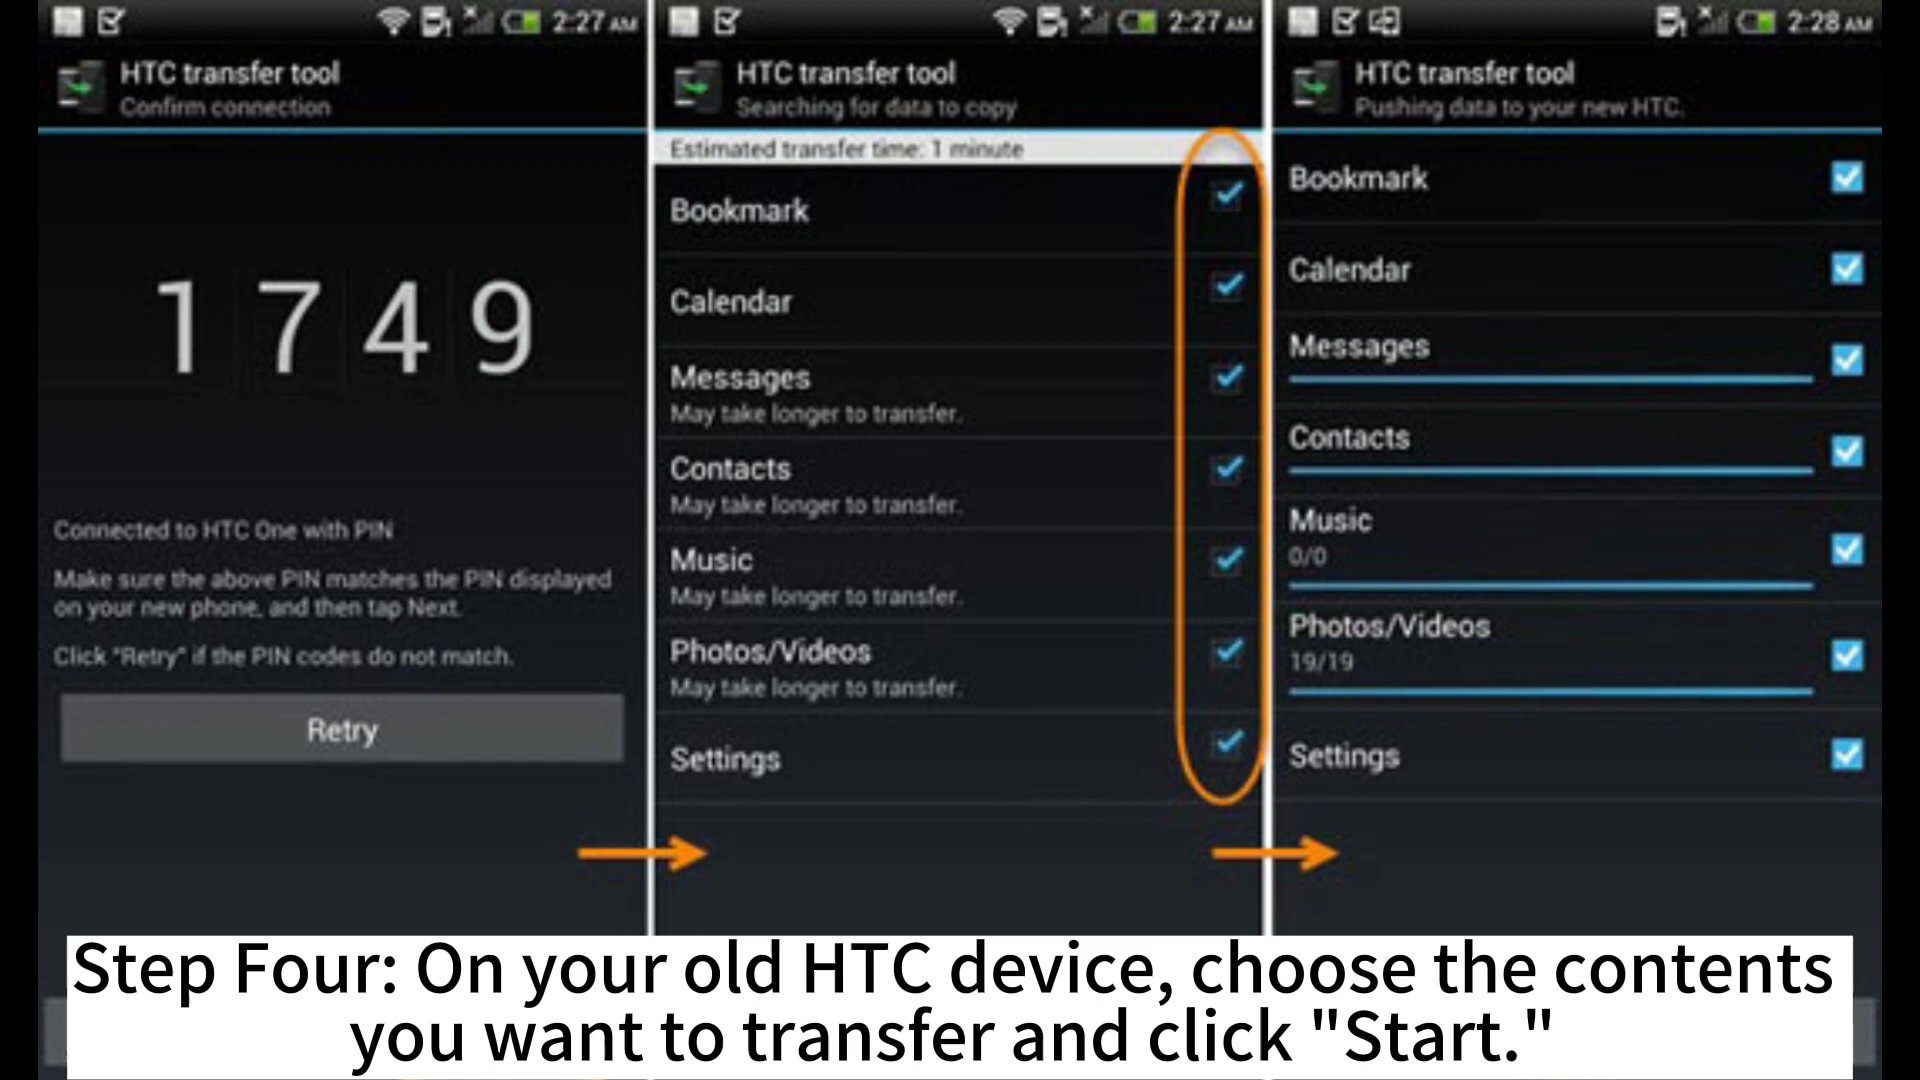 2:27 AM
HTC transfer tool
Confirm connection
1 7 4 9
Connected to HTC One with PIN
Make sure the above PIN matches the PIN displayed
on your new phone, and then tap Next.
Click "Retry" if the PIN codes do not match.
Retry
2:27 AM
HTC transfer tool
Searching for data to copy
Estimated transfer time: 1 minute
Bookmark
Calendar
Messages
May take longer to transfer.
Contacts
May take longer to transfer.
Music
May take longer to transfer.
Photos/Videos
May take longer to transfer.
Settings
2:28 AM
HTC transfer tool
Pushing data to your new HTC.
Bookmark
Calendar
Messages
Contacts
Music
0/0
Photos/Videos
19/19
Settings
Step Four: On your old HTC device, choose the contents
you want to transfer and click "Start."